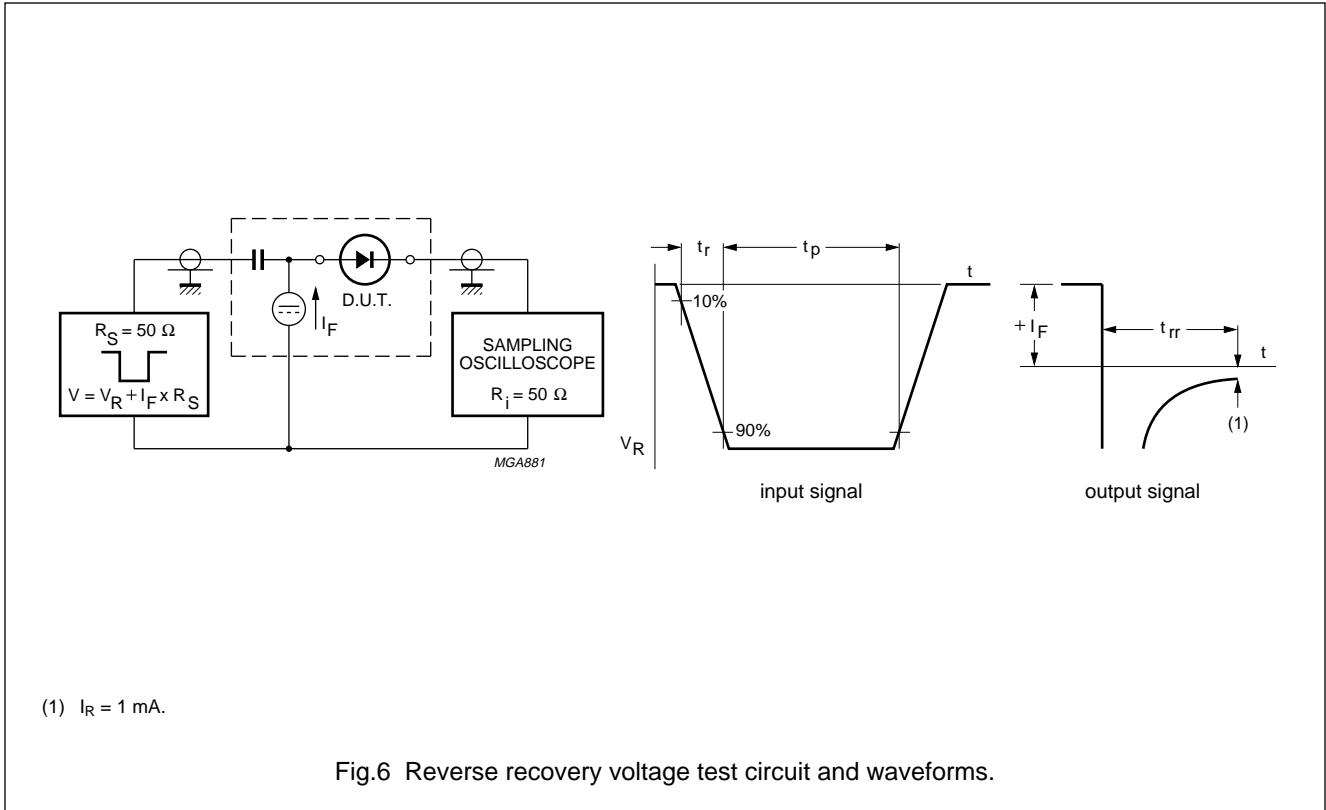 R_S = 50 Ω
V = V_R + I_F x R_S
I_F
D.U.T.
SAMPLING
OSCILLOSCOPE
R_i = 50 Ω
MGA881
t_r
t_p
t
10%
90%
V_R
input signal
+ I_F
t_rr
t
(1)
output signal
(1) I_R = 1 mA.
Fig.6 Reverse recovery voltage test circuit and waveforms.